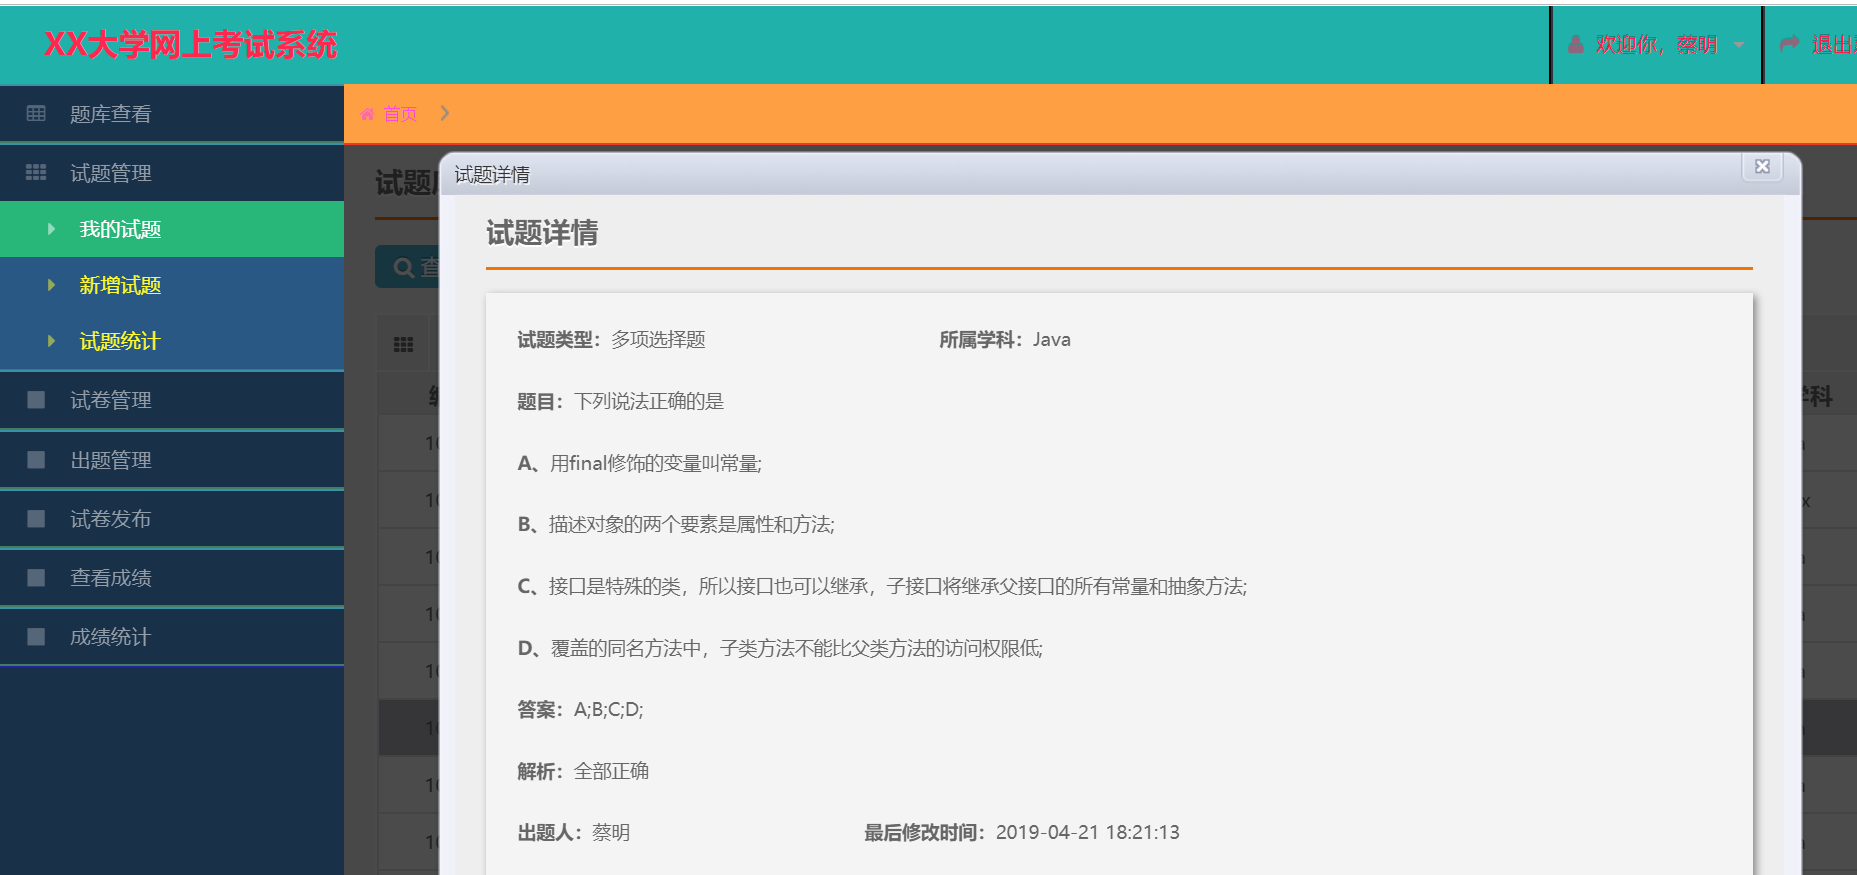 XX大学网上考试系统
欢迎你，蔡明
退出
题库查看
首页
试题管理
我的试题
新增试题
试题统计
试卷管理
出题管理
试卷发布
查看成绩
成绩统计
试题
查
学科
试题详情
试题详情
试题类型：多项选择题 所属学科：Java
题目：下列说法正确的是
A、用final修饰的变量叫常量;
B、描述对象的两个要素是属性和方法;
C、接口是特殊的类，所以接口也可以继承，子接口将继承父接口的所有常量和抽象方法;
D、覆盖的同名方法中，子类方法不能比父类方法的访问权限低;
答案：A;B;C;D;
解析：全部正确
出题人：蔡明 最后修改时间：2019-04-21 18:21:13